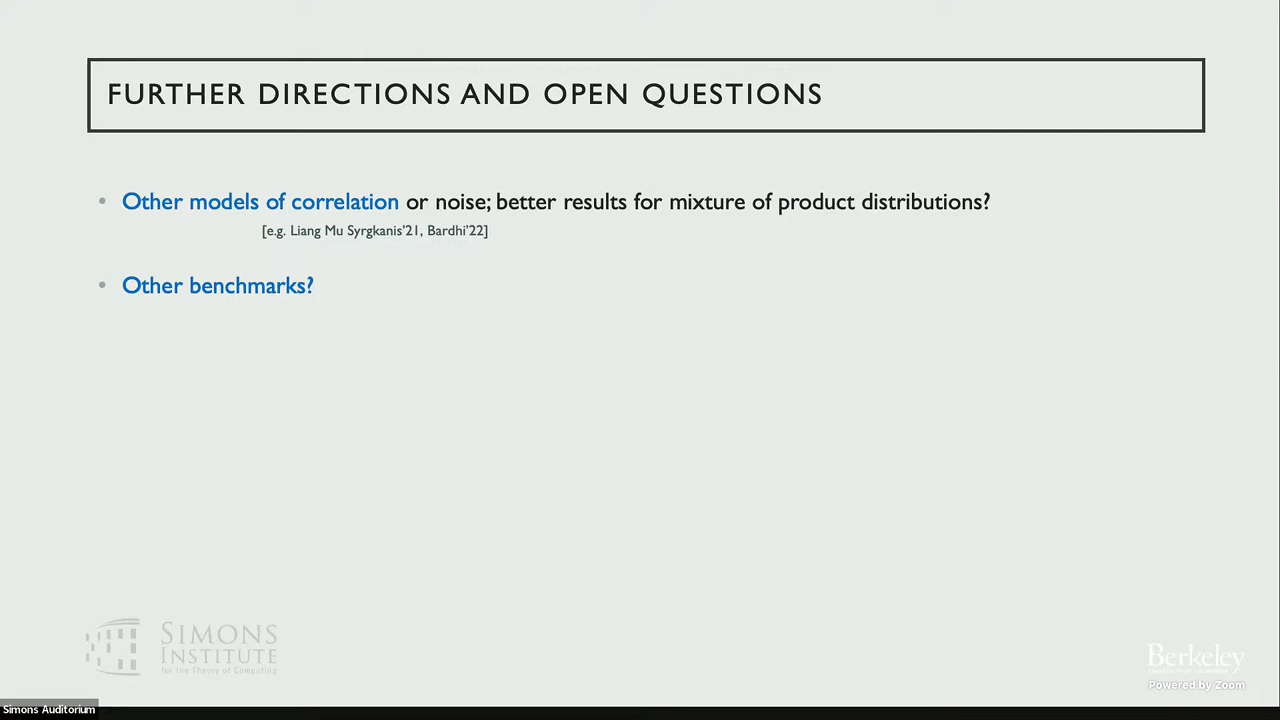 FURTHER DIRECTIONS AND OPEN QUESTIONS
• Other models of correlation or noise; better results for mixture of product distributions?
[e.g. Liang Mu Syrgkanis'21, Bardhi'22]
• Other benchmarks?
SIMONS
INSTITUTE
for the Theory of Computing
Berkeley
Powered by Zoom
Simons Auditorium